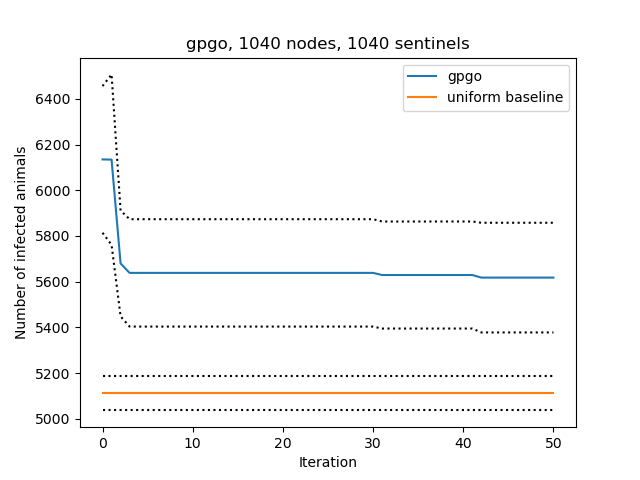 gpgo, 1040 nodes, 1040 sentinels
gpgo
uniform baseline
Number of infected animals
6400
6200
6000
5800
5600
5400
5200
5000
0 10 20 30 40 50
Iteration